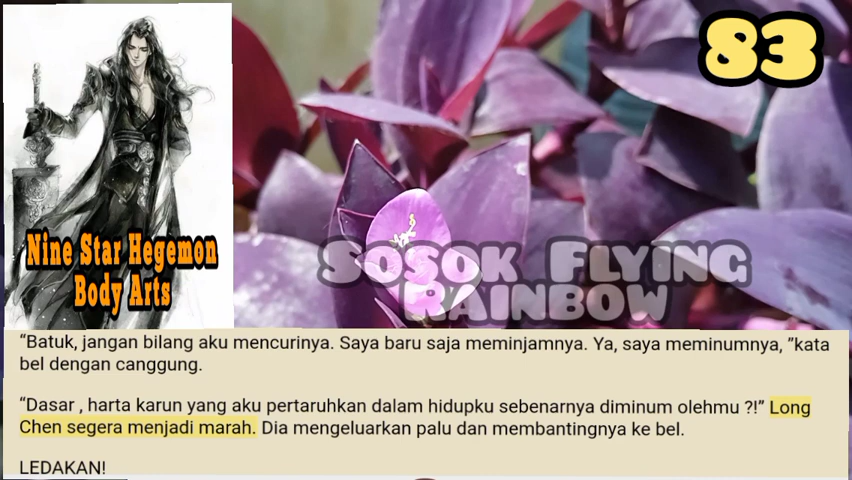 83
Nine Star Hegemon
Body Arts
Sosok Flying
Rainbow
“Batuk, jangan bilang aku mencurinya. Saya baru saja meminjamnya. Ya, saya meminumnya, ”kata
bel dengan canggung.
“Dasar , harta karun yang aku pertaruhkan dalam hidupku sebenarnya diminum olehmu ?!” Long
Chen segera menjadi marah. Dia mengeluarkan palu dan membantingnya ke bel.
LEDAKAN!